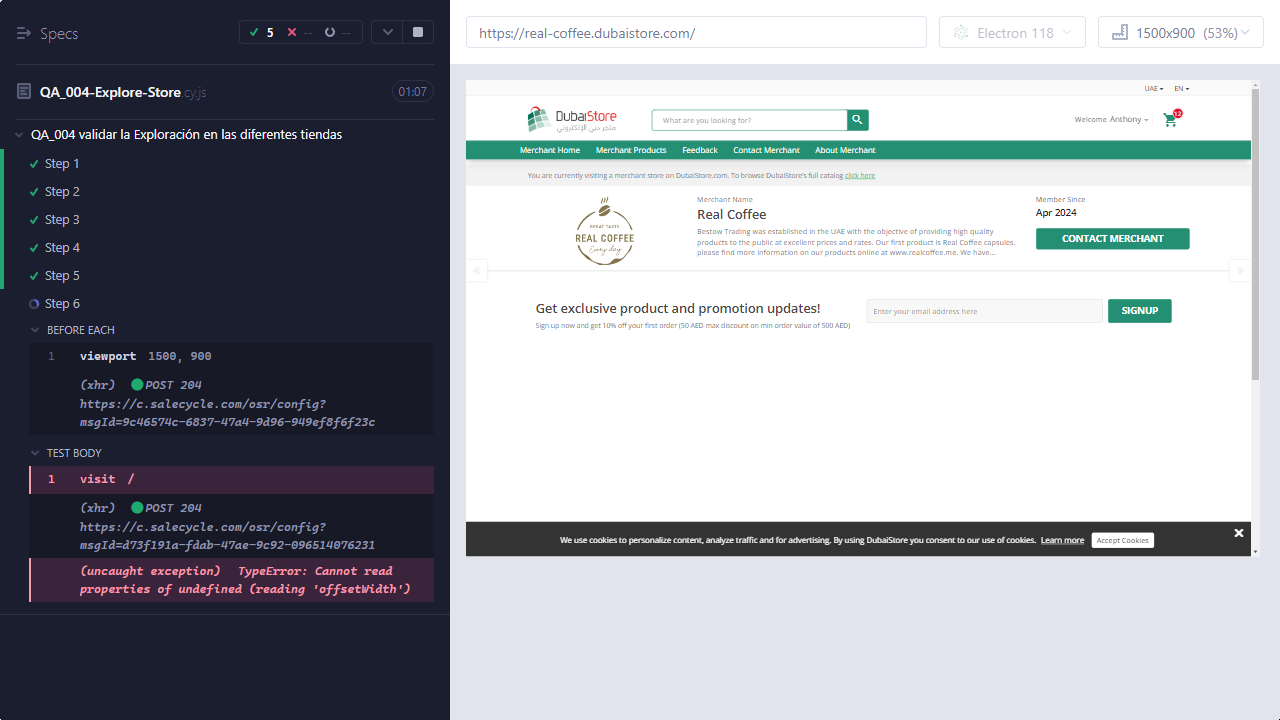 Specs
5
--
--
QA_004-Explore-Store.cy.js
01:07
QA_004 validar la Exploración en las diferentes tiendas
Step 1
Step 2
Step 3
Step 4
Step 5
Step 6
BEFORE EACH
1 viewport 1500, 900
(xhr) POST 204
https://c.salecycle.com/osr/config?
msgId=9c46574c-6837-47a4-9d96-949ef8f6f23c
TEST BODY
1 visit /
(xhr) POST 204
https://c.salecycle.com/osr/config?
msgId=d73f191a-fdab-47ae-9c92-096514076231
(uncaught exception) TypeError: Cannot read
properties of undefined (reading 'offsetWidth')
https://real-coffee.dubaistore.com/
Electron 118
1500x900 (53%)
UAE
EN
DubaiStore
متجر دبي الإلكتروني
What are you looking for?
Welcome Anthony
13
Merchant Home
Merchant Products
Feedback
Contact Merchant
About Merchant
You are currently visiting a merchant store on DubaiStore.com. To browse DubaiStore's full catalog click here
GREAT TASTE
REAL COFFEE
Every day
Merchant Name
Real Coffee
Bestow Trading was established in the UAE with the objective of providing high quality
products to the public at excellent prices and rates. Our first product is Real Coffee capsules.
please find more information on our products online at www.realcoffee.me. We have...
Member Since
Apr 2024
CONTACT MERCHANT
Get exclusive product and promotion updates!
Sign up now and get 10% off your first order (50 AED max discount on min order value of 500 AED)
Enter your email address here
SIGNUP
We use cookies to personalize content, analyze traffic and for advertising. By using DubaiStore you consent to our use of cookies. Learn more
Accept Cookies